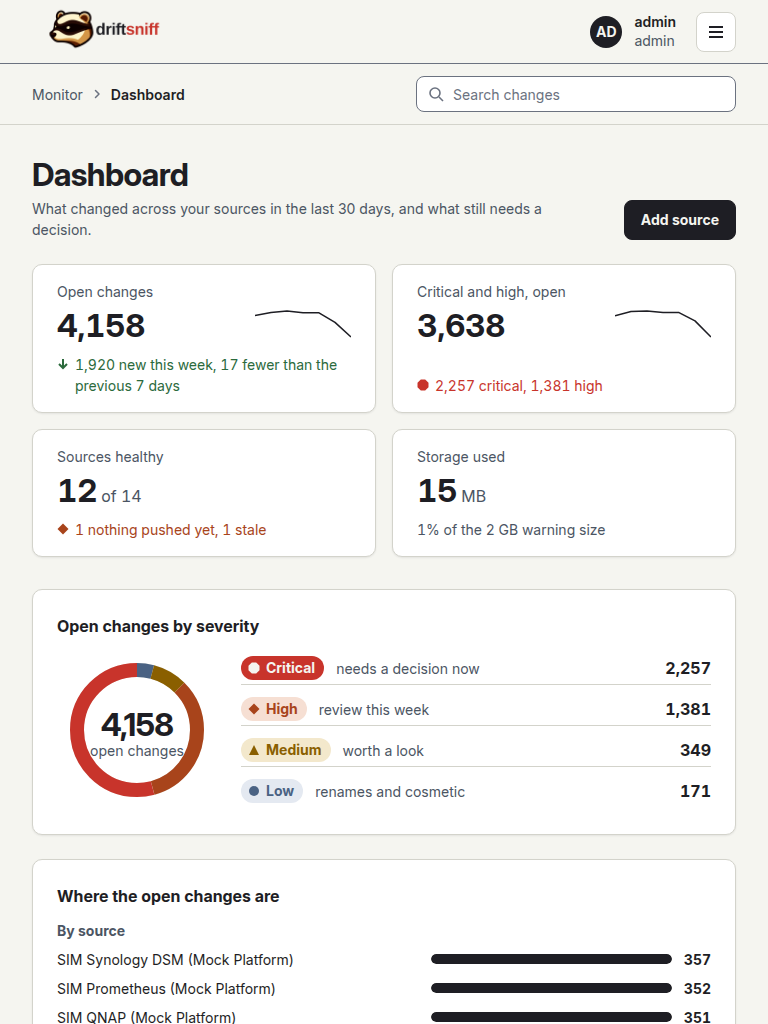 driftsniff
AD
admin
admin
Monitor > Dashboard
Search changes
Dashboard
What changed across your sources in the last 30 days, and what still needs a
decision.
Add source
Open changes
4,158
1,920 new this week, 17 fewer than the
previous 7 days
Critical and high, open
3,638
2,257 critical, 1,381 high
Sources healthy
12 of 14
1 nothing pushed yet, 1 stale
Storage used
15 MB
1% of the 2 GB warning size
Open changes by severity
4,158
open changes
Critical needs a decision now 2,257
High review this week 1,381
Medium worth a look 349
Low renames and cosmetic 171
Where the open changes are
By source
SIM Synology DSM (Mock Platform) 357
SIM Prometheus (Mock Platform) 352
SIM QNAP (Mock Platform) 351